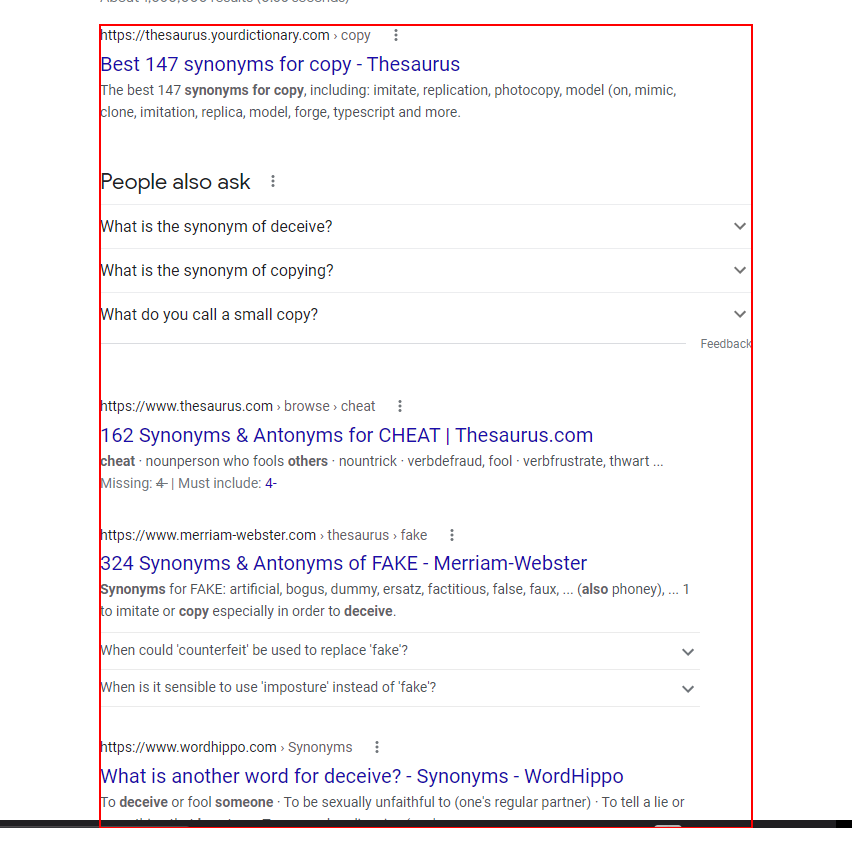 https://thesaurus.yourdictionary.com › copy
Best 147 synonyms for copy - Thesaurus
The best 147 synonyms for copy, including: imitate, replication, photocopy, model (on, mimic,
clone, imitation, replica, model, forge, typescript and more.
People also ask
What is the synonym of deceive?
What is the synonym of copying?
What do you call a small copy?
Feedback
https://www.thesaurus.com › browse › cheat
162 Synonyms & Antonyms for CHEAT | Thesaurus.com
cheat · nounperson who fools others · nountrick · verbdefraud, fool · verbfrustrate, thwart ...
Missing: 4- | Must include: 4-
https://www.merriam-webster.com › thesaurus › fake
324 Synonyms & Antonyms of FAKE - Merriam-Webster
Synonyms for FAKE: artificial, bogus, dummy, ersatz, factitious, false, faux, ... (also phoney), ... 1
to imitate or copy especially in order to deceive.
When could 'counterfeit' be used to replace 'fake'?
When is it sensible to use 'imposture' instead of 'fake'?
https://www.wordhippo.com › Synonyms
What is another word for deceive? - Synonyms - WordHippo
To deceive or fool someone · To be sexually unfaithful to (one's regular partner) · To tell a lie or